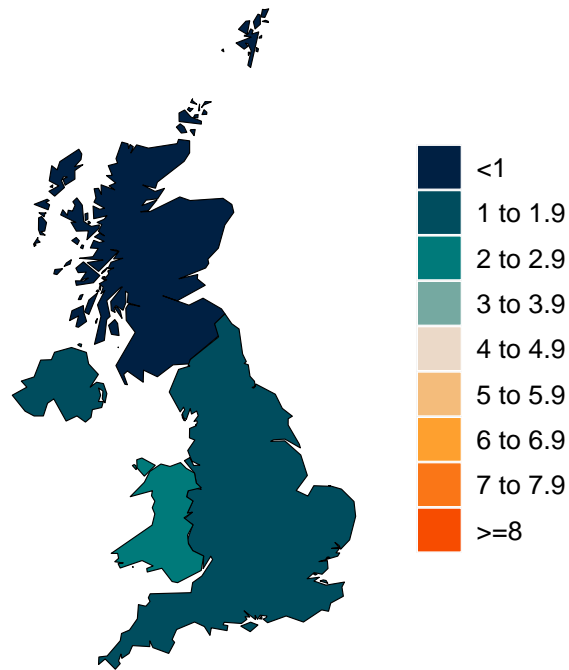 <1
1 to 1.9
2 to 2.9
3 to 3.9
4 to 4.9
5 to 5.9
6 to 6.9
7 to 7.9
>=8